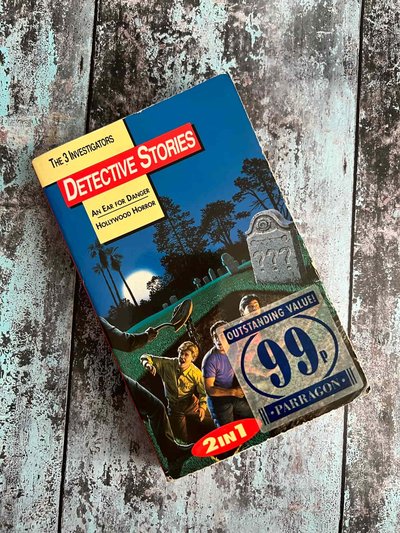 THE 3 INVESTIGATORS
DETECTIVE STORIES
AN EAR FOR DANGER
HOLLYWOOD HORROR
OUTSTANDING VALUE!
99P
PARRAGON
2 IN 1